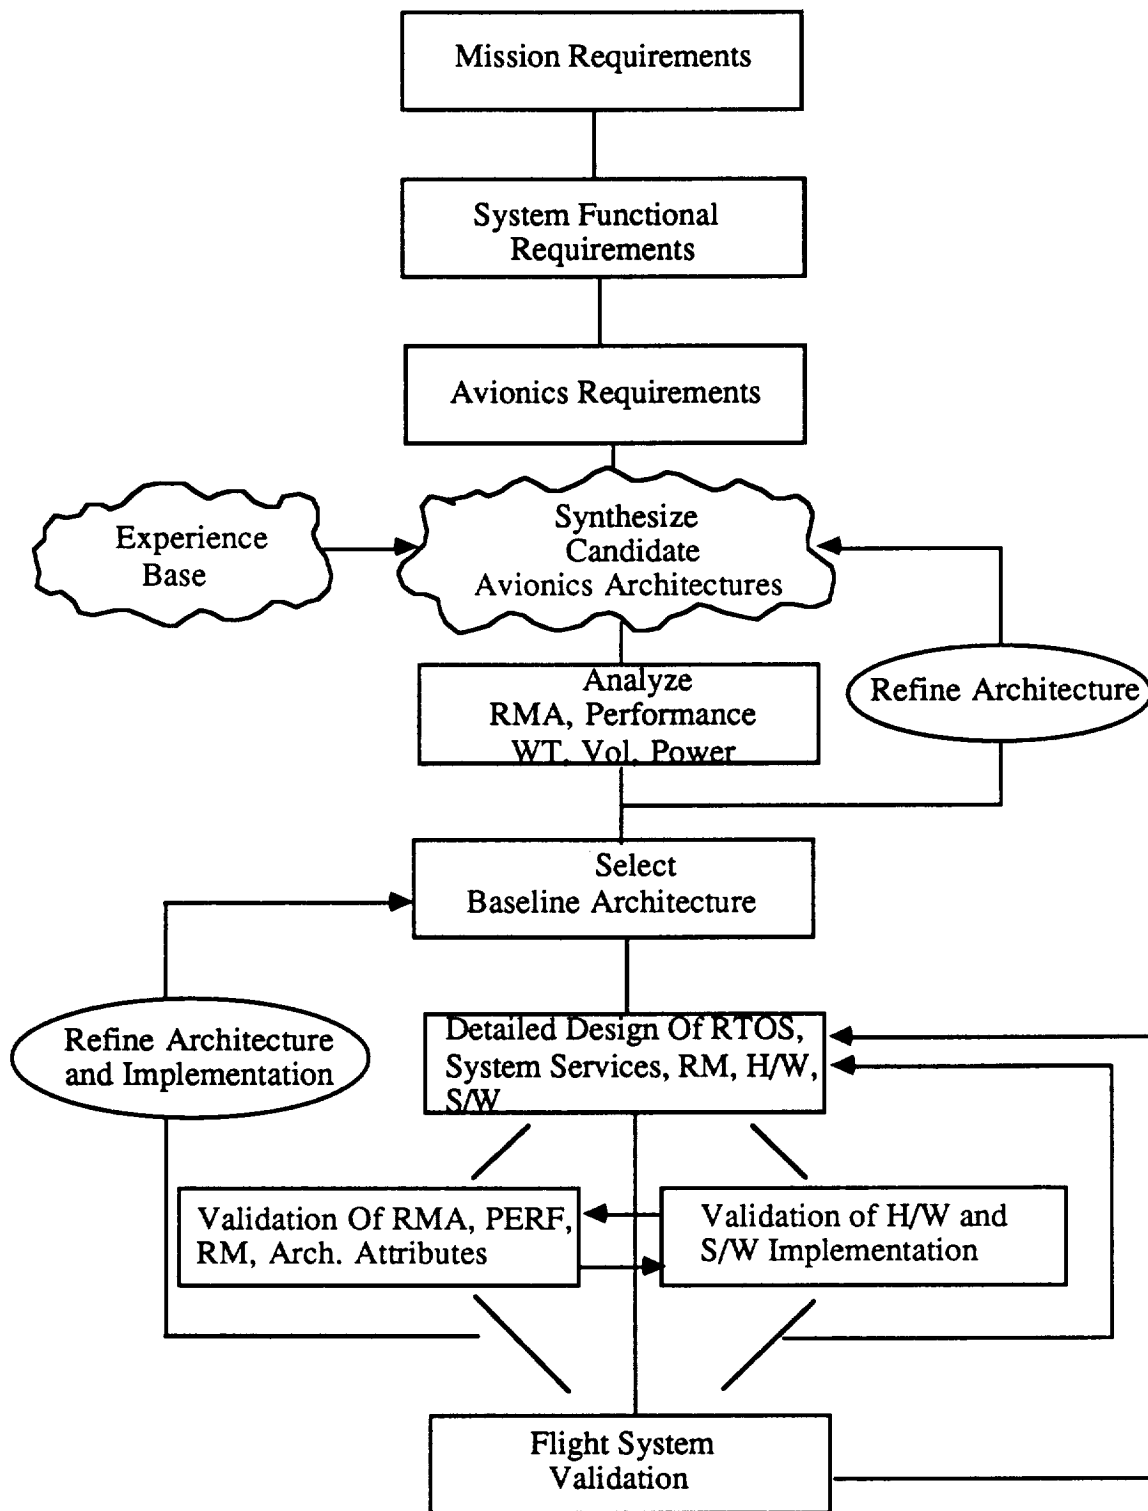 Mission Requirements
System Functional
Requirements
Avionics Requirements
Experience
Base
Synthesize
Candidate
Avionics Architectures
Analyze
RMA, Performance
WT. Vol. Power
Refine Architecture
Select
Baseline Architecture
Refine Architecture
and Implementation
Detailed Design Of RTOS,
System Services, RM, H/W,
S/W
Validation Of RMA, PERF,
RM, Arch. Attributes
Validation of H/W and
S/W Implementation
Flight System
Validation